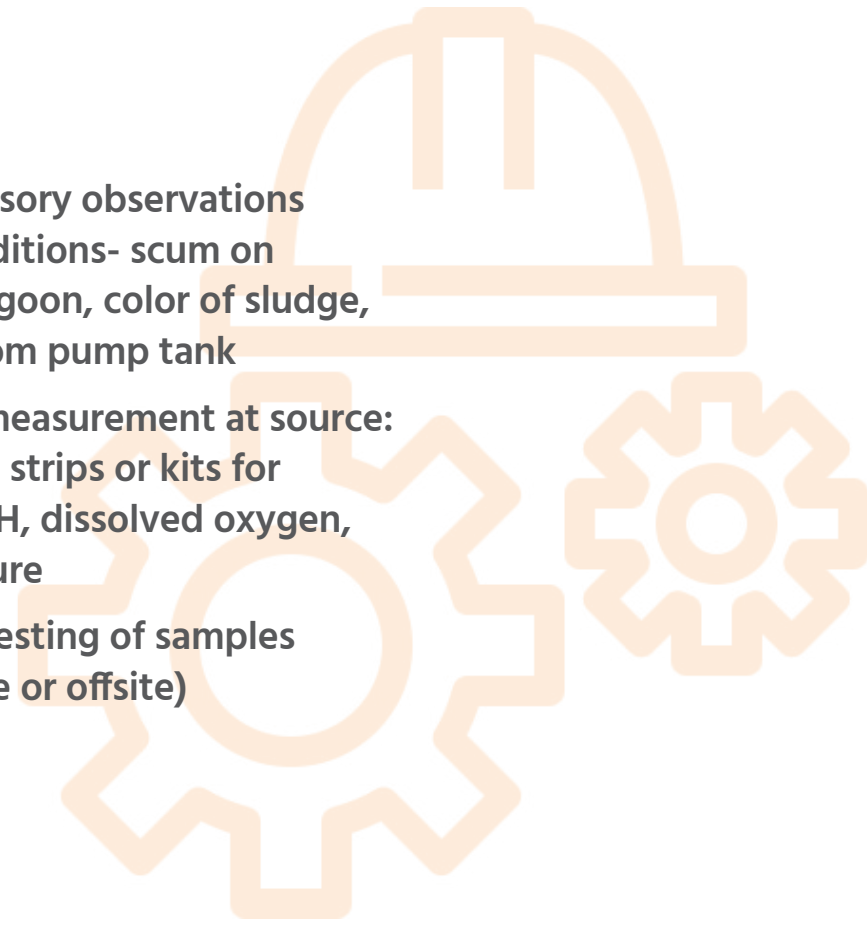 sory observations
ditions- scum on
goon, color of sludge,
om pump tank
measurement at source:
strips or kits for
H, dissolved oxygen,
ure
esting of samples
e or offsite)